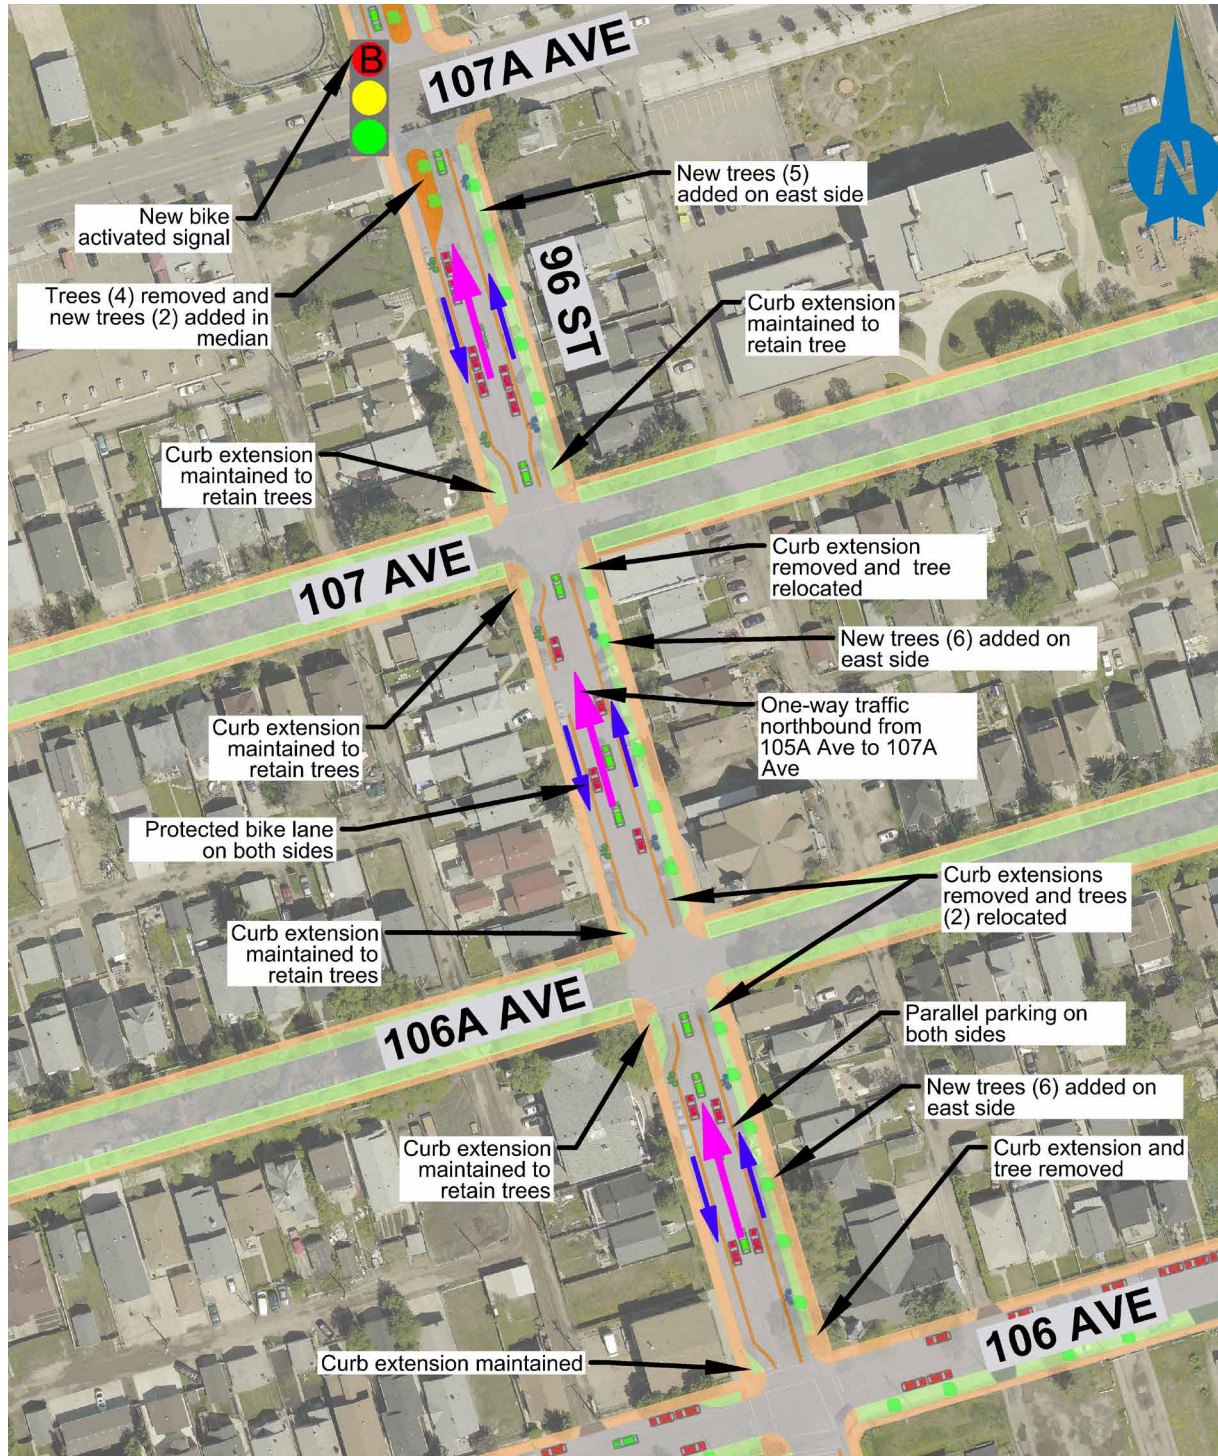 107A AVE
B
N
New trees (5)
added on east side
New bike
activated signal
96 ST
Trees (4) removed and
new trees (2) added in
median
Curb extension
maintained to
retain tree
Curb extension
maintained to
retain trees
107 AVE
Curb extension
removed and tree
relocated
New trees (6) added on
east side
One-way traffic
northbound from
105A Ave to 107A
Ave
Curb extension
maintained to
retain trees
Protected bike lane
on both sides
Curb extensions
removed and trees
(2) relocated
Curb extension
maintained to
retain trees
106A AVE
Parallel parking on
both sides
New trees (6) added on
east side
Curb extension
maintained to
retain trees
Curb extension and
tree removed
106 AVE
Curb extension maintained